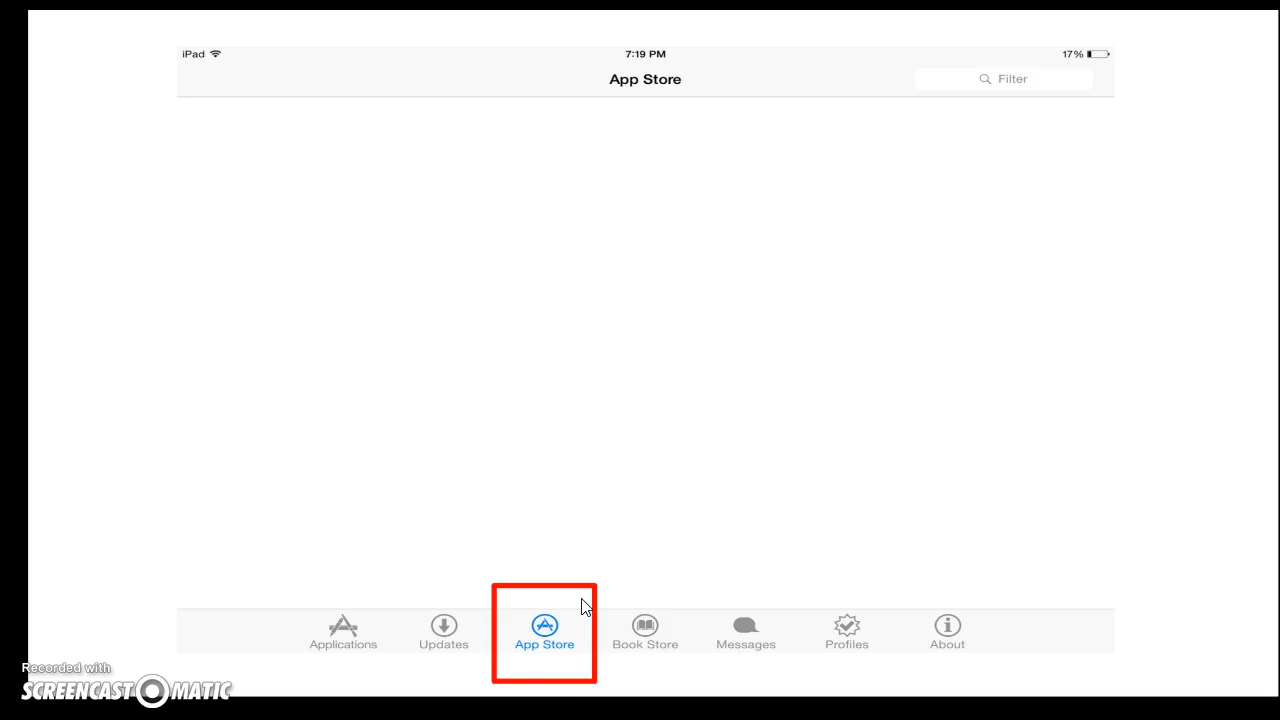 iPad 7:19 PM 17%
App Store Filter
Applications Updates App Store Book Store Messages Profiles About
Recorded with
SCREENCAST-O-MATIC